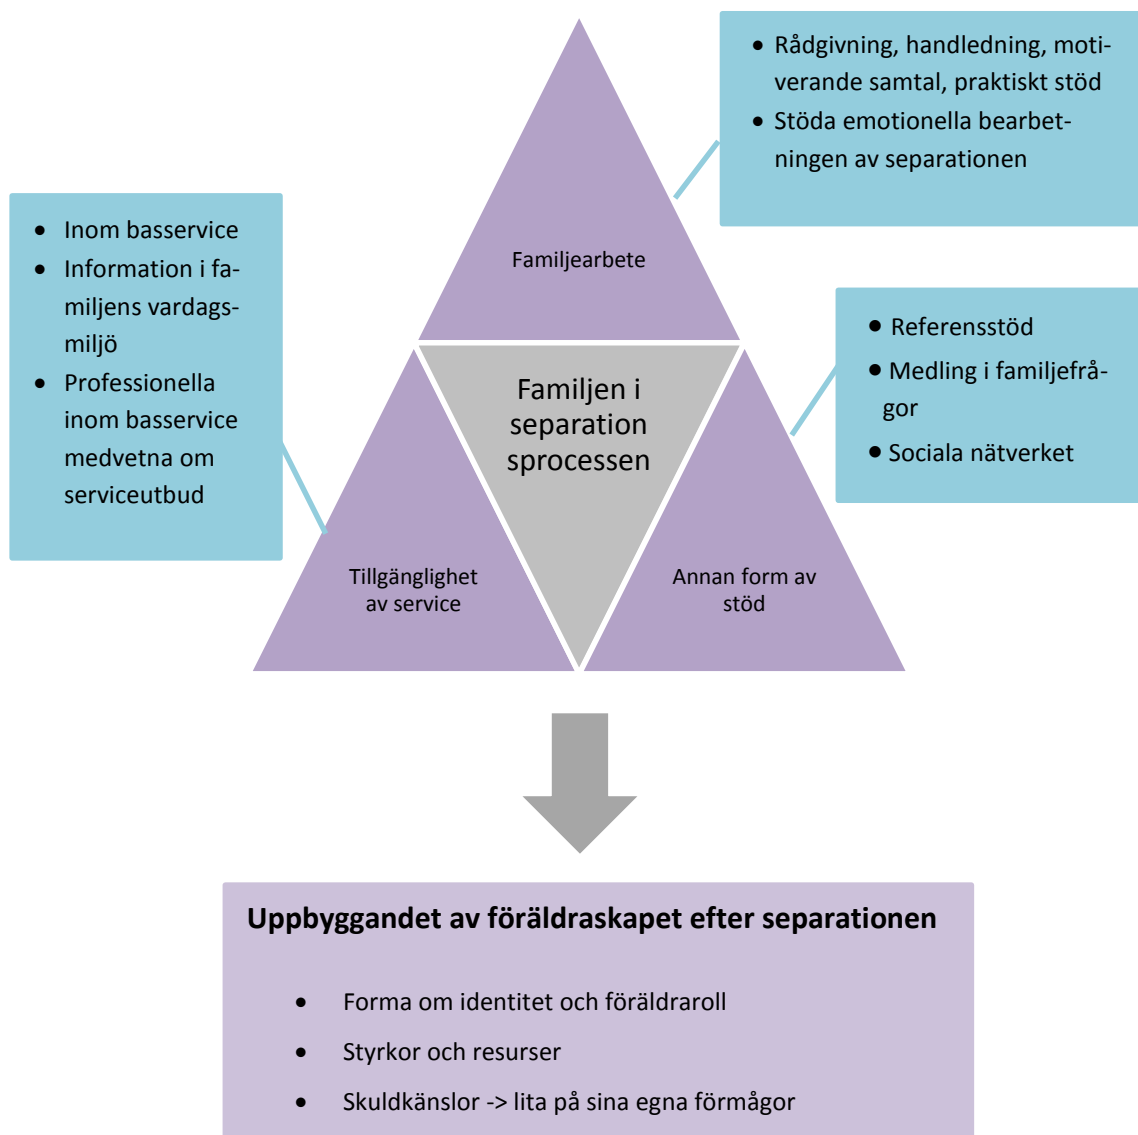 • Rådgivning, handledning, moti-
verande samtal, praktiskt stöd
• Stöda emotionella bearbet-
ningen av separationen
• Inom basservice
• Information i fa-
miljens vardags-
miljö
• Professionella
inom basservice
medvetna om
serviceutbud
Familjearbete
• Referensstöd
• Medling i familjefrå-
gor
• Sociala nätverket
Familjen i
separation
sprocessen
Tillgänglighet
av service
Annan form av
stöd
Uppbyggandet av föräldraskapet efter separationen
• Forma om identitet och föräldraroll
• Styrkor och resurser
• Skuldkänslor -> lita på sina egna förmågor